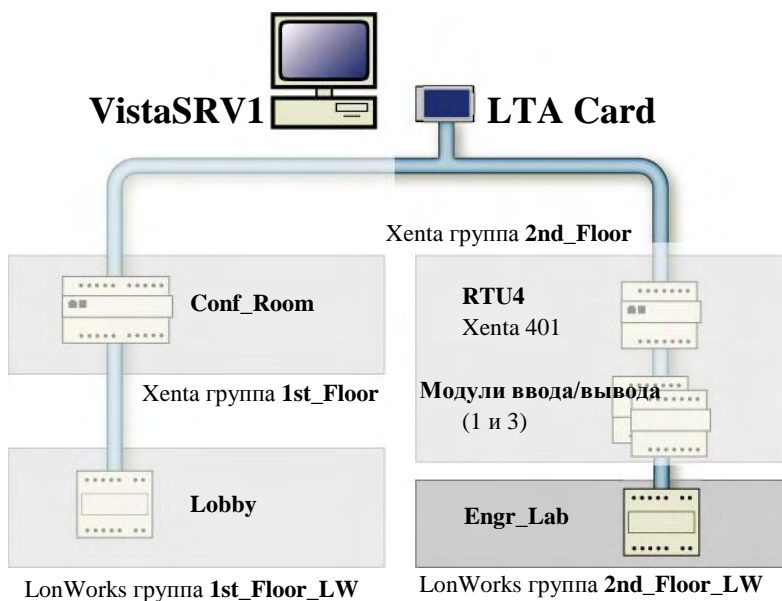 VistaSRV1
LTA Card
Xenta группа 2nd_Floor
Conf_Room
RTU4
Xenta 401
Xenta группа 1st_Floor
Модули ввода/вывода
(1 и 3)
Lobby
Engr_Lab
LonWorks группа 1st_Floor_LW
LonWorks группа 2nd_Floor_LW